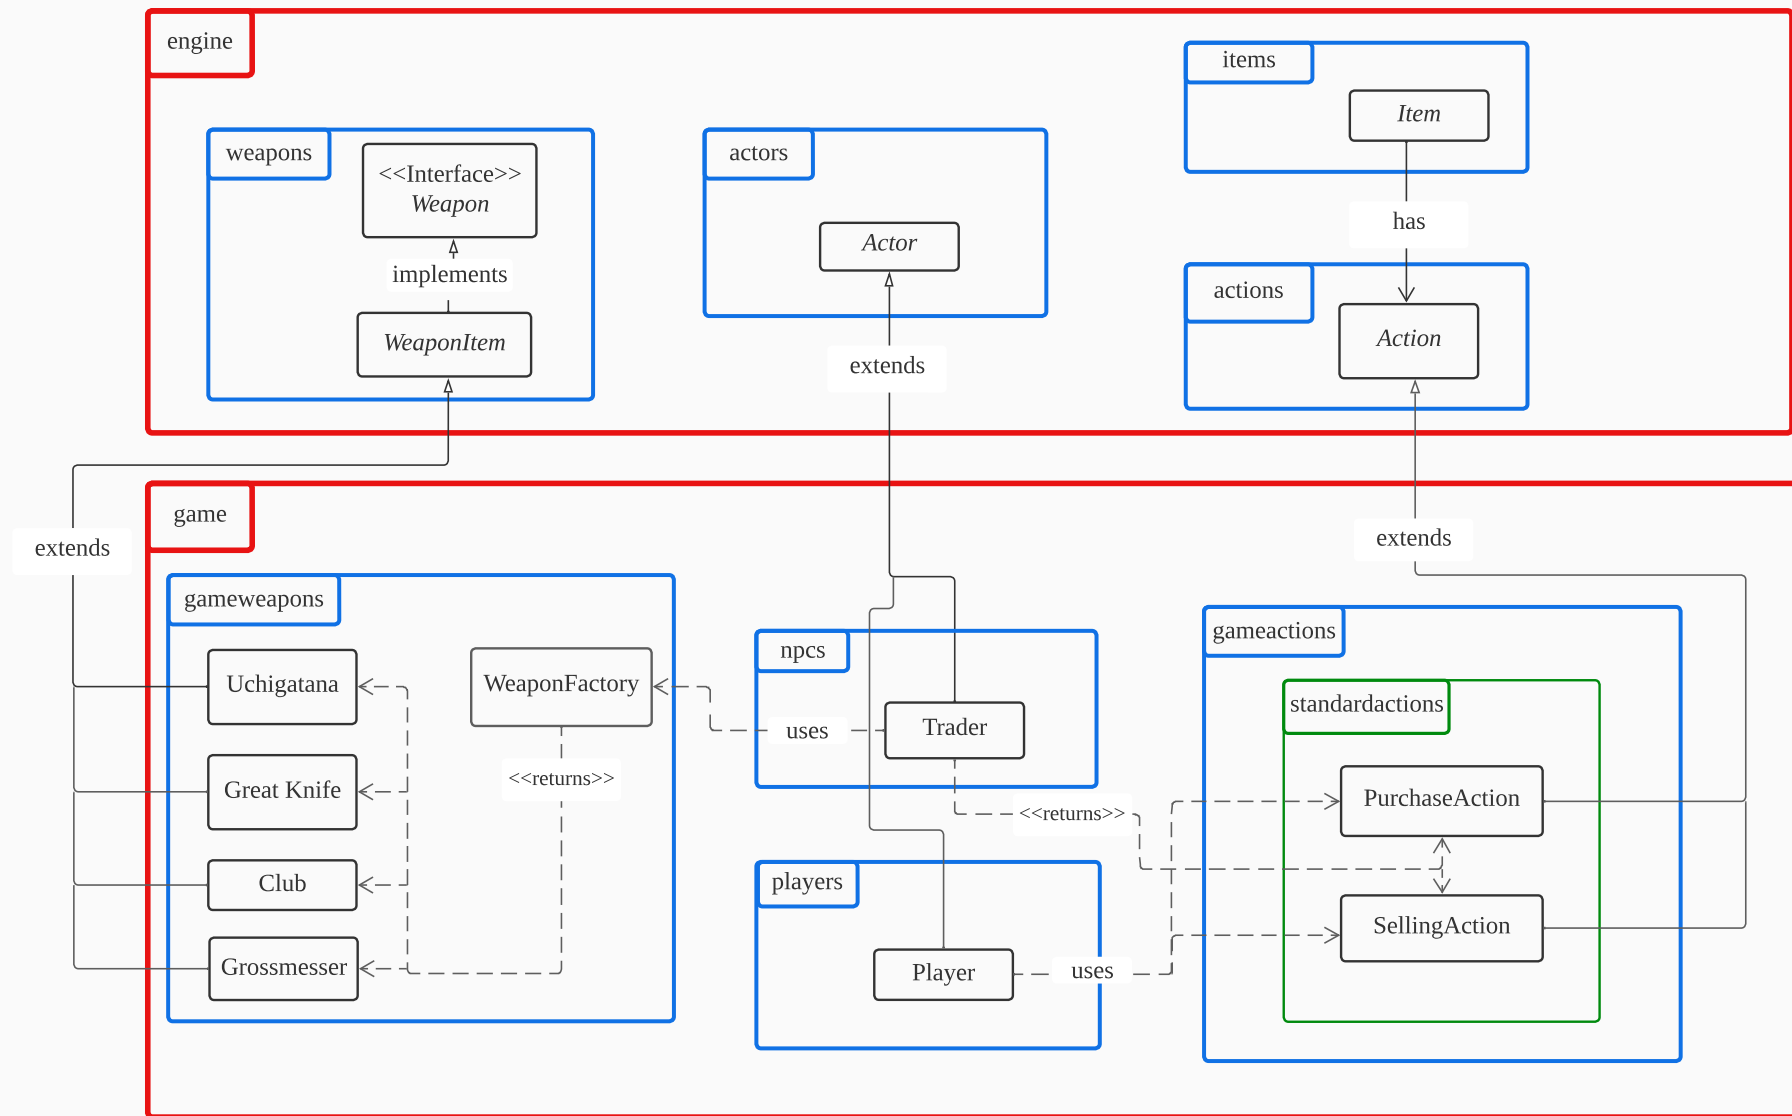 engine
items
Item
weapons
<<Interface>>
Weapon
actors
has
Actor
implements
actions
WeaponItem
Action
extends
game
extends
extends
gameweapons
gameactions
npcs
Uchigatana
WeaponFactory
standardactions
uses
Trader
<<returns>>
Great Knife
PurchaseAction
<<returns>>
Club
players
SellingAction
Grossmesser
Player
uses